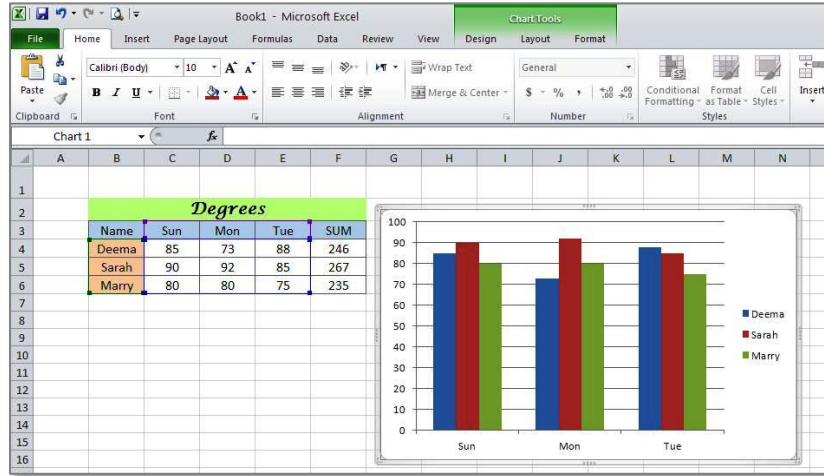 Book1 - Microsoft Excel
Chart Tools
File Home Insert Page Layout Formulas Data Review View Design Layout Format
Paste
Calibri (Body) 10 A A
B I U A
Wrap Text
Merge & Center
General
$ % , .0 .00 .00 .0
Conditional Formatting
Format as Table
Cell Styles
Insert
Clipboard Font Alignment Number Styles
Chart 1 fx
A B C D E F G H I J K L M N
1
2 Degrees
3 Name Sun Mon Tue SUM
4 Deema 85 73 88 246
5 Sarah 90 92 85 267
6 Marry 80 80 75 235
7
8
9
10
11
12
13
14
15
16
100
90
80
70
60
50
40
30
20
10
0
Sun Mon Tue
Deema
Sarah
Marry